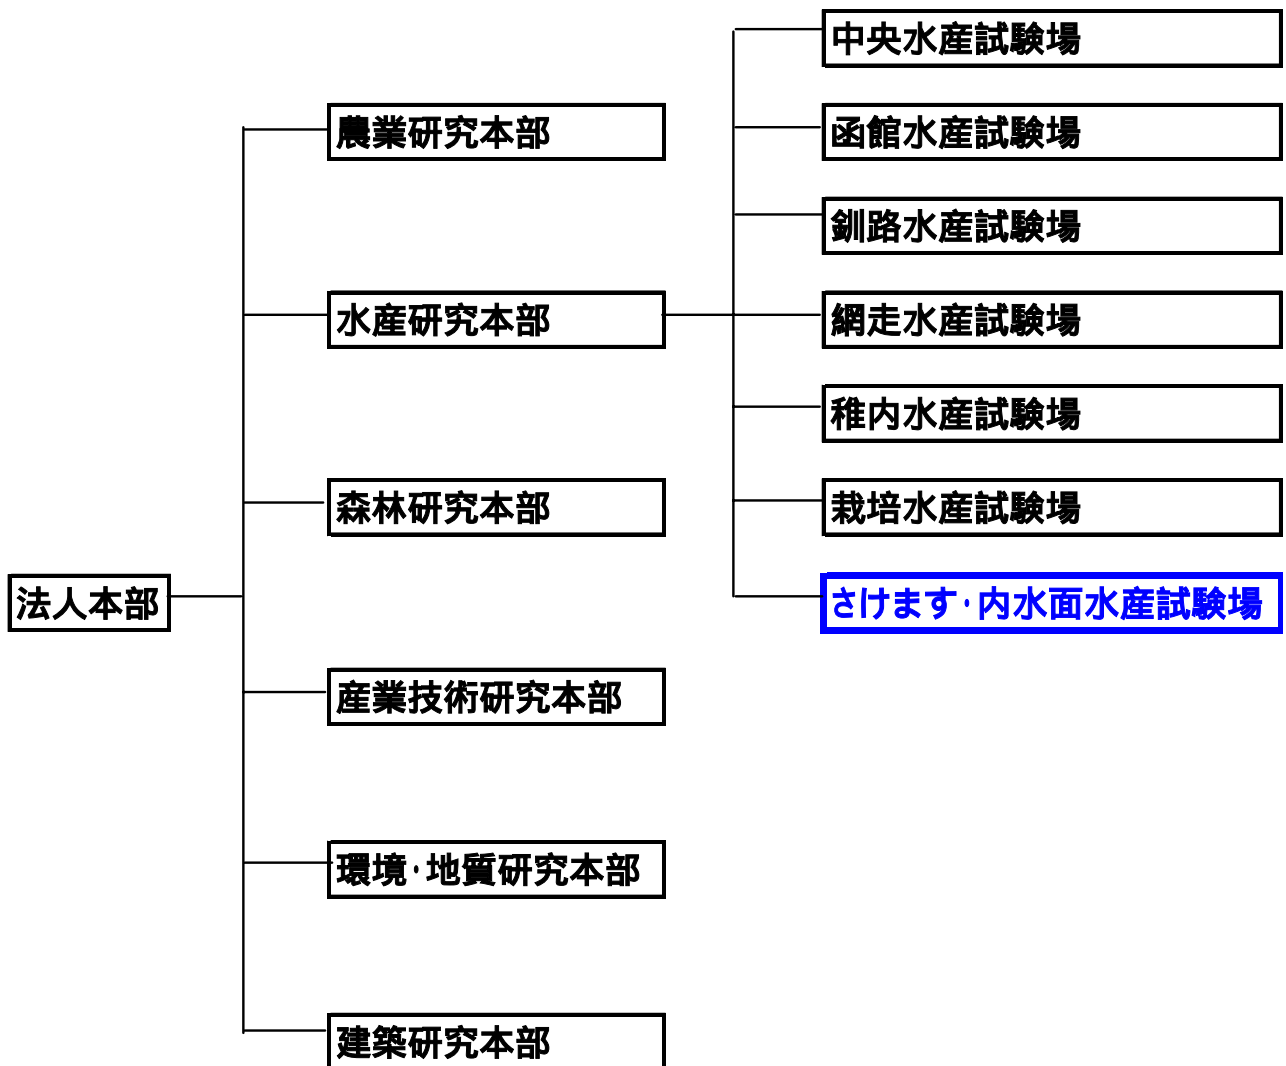 中央水産試験場
農業研究本部
函館水産試験場
釧路水産試験場
水産研究本部
網走水産試験場
稚内水産試験場
森林研究本部
栽培水産試験場
法人本部
さけます・内水面水産試験場
産業技術研究本部
環境・地質研究本部
建築研究本部